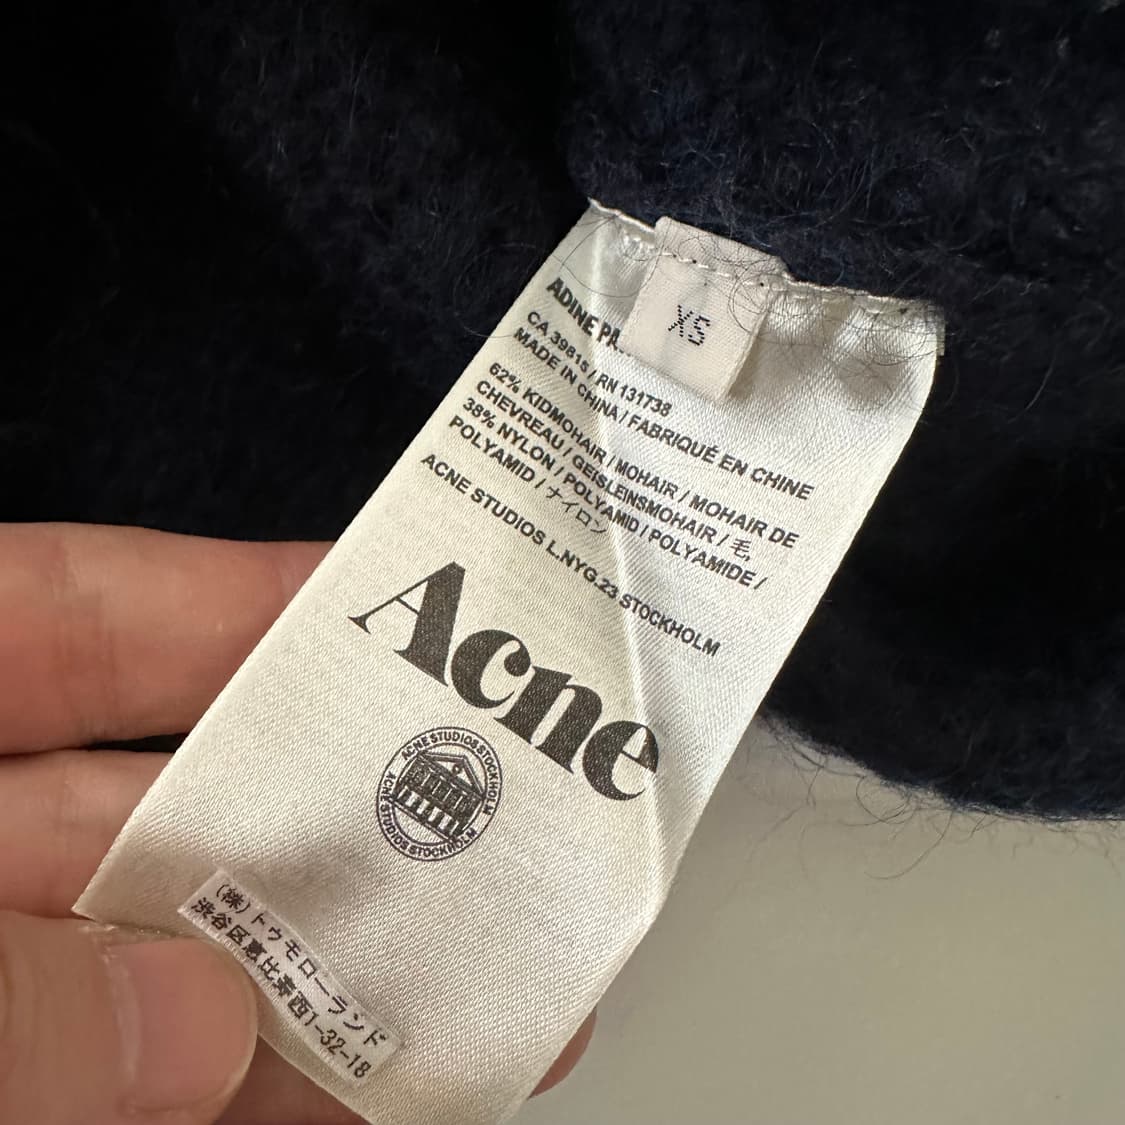 XS
ADINE
CA 39815 / RN 131738
MADE IN CHINA / FABRIQUÉ EN CHINE
62% KIDMOHAIR / MOHAIR / MOHAIR DE
CHEVREAU / GEISLEINSMOHAIR / 毛,
38% NYLON / POLYAMID / POLYAMIDE /
POLYAMID / ナイロン
ACNE STUDIOS L.NYG.23 STOCKHOLM
Acne
ACNE STUDIOS STOCKHOLM
ACNE STUDIOS STOCKHOLM
(株)トゥモローランド
渋谷区恵比寿西1-32-18